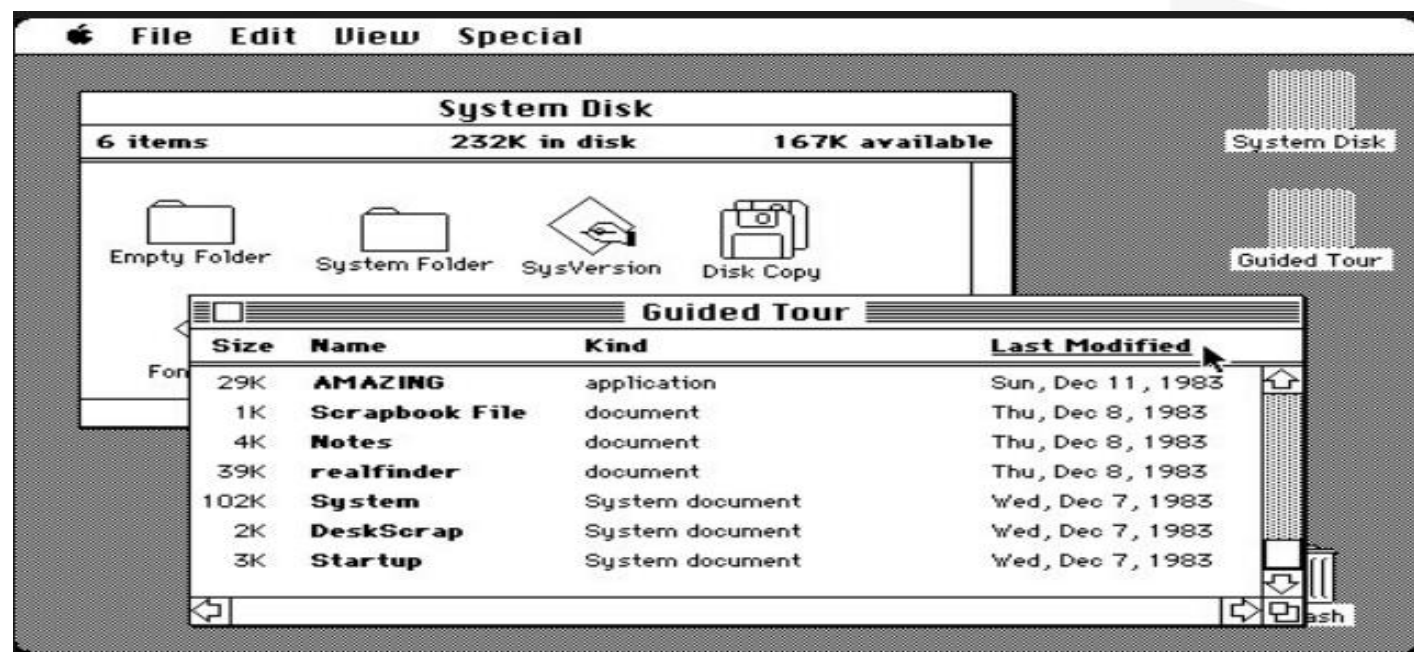 File Edit View Special
System Disk
6 items 232K in disk 167K available
Empty Folder System Folder SysVersion Disk Copy
System Disk
Guided Tour
Guided Tour
Size Name Kind Last Modified
29K AMAZING application Sun, Dec 11, 1983
1K Scrapbook File document Thu, Dec 8, 1983
4K Notes document Thu, Dec 8, 1983
39K realfinder document Thu, Dec 8, 1983
102K System System document Wed, Dec 7, 1983
2K DeskScrap System document Wed, Dec 7, 1983
3K Startup System document Wed, Dec 7, 1983